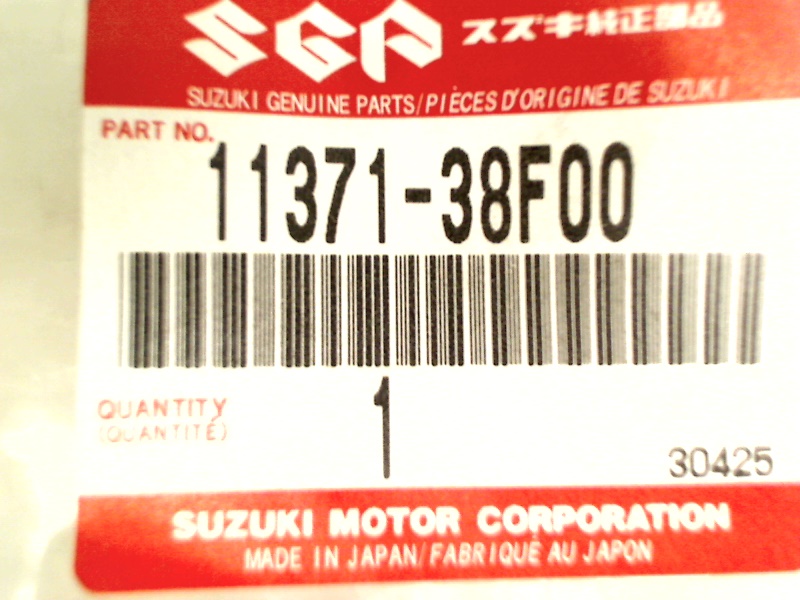 SGP スズキ純正部品
SUZUKI GENUINE PARTS/PIÈCES D'ORIGINE DE SUZUKI
PART NO.
11371-38F00
QUANTITY 1
(QUANTITÉ)
30425
SUZUKI MOTOR CORPORATION
MADE IN JAPAN/FABRIQUÉ AU JAPON